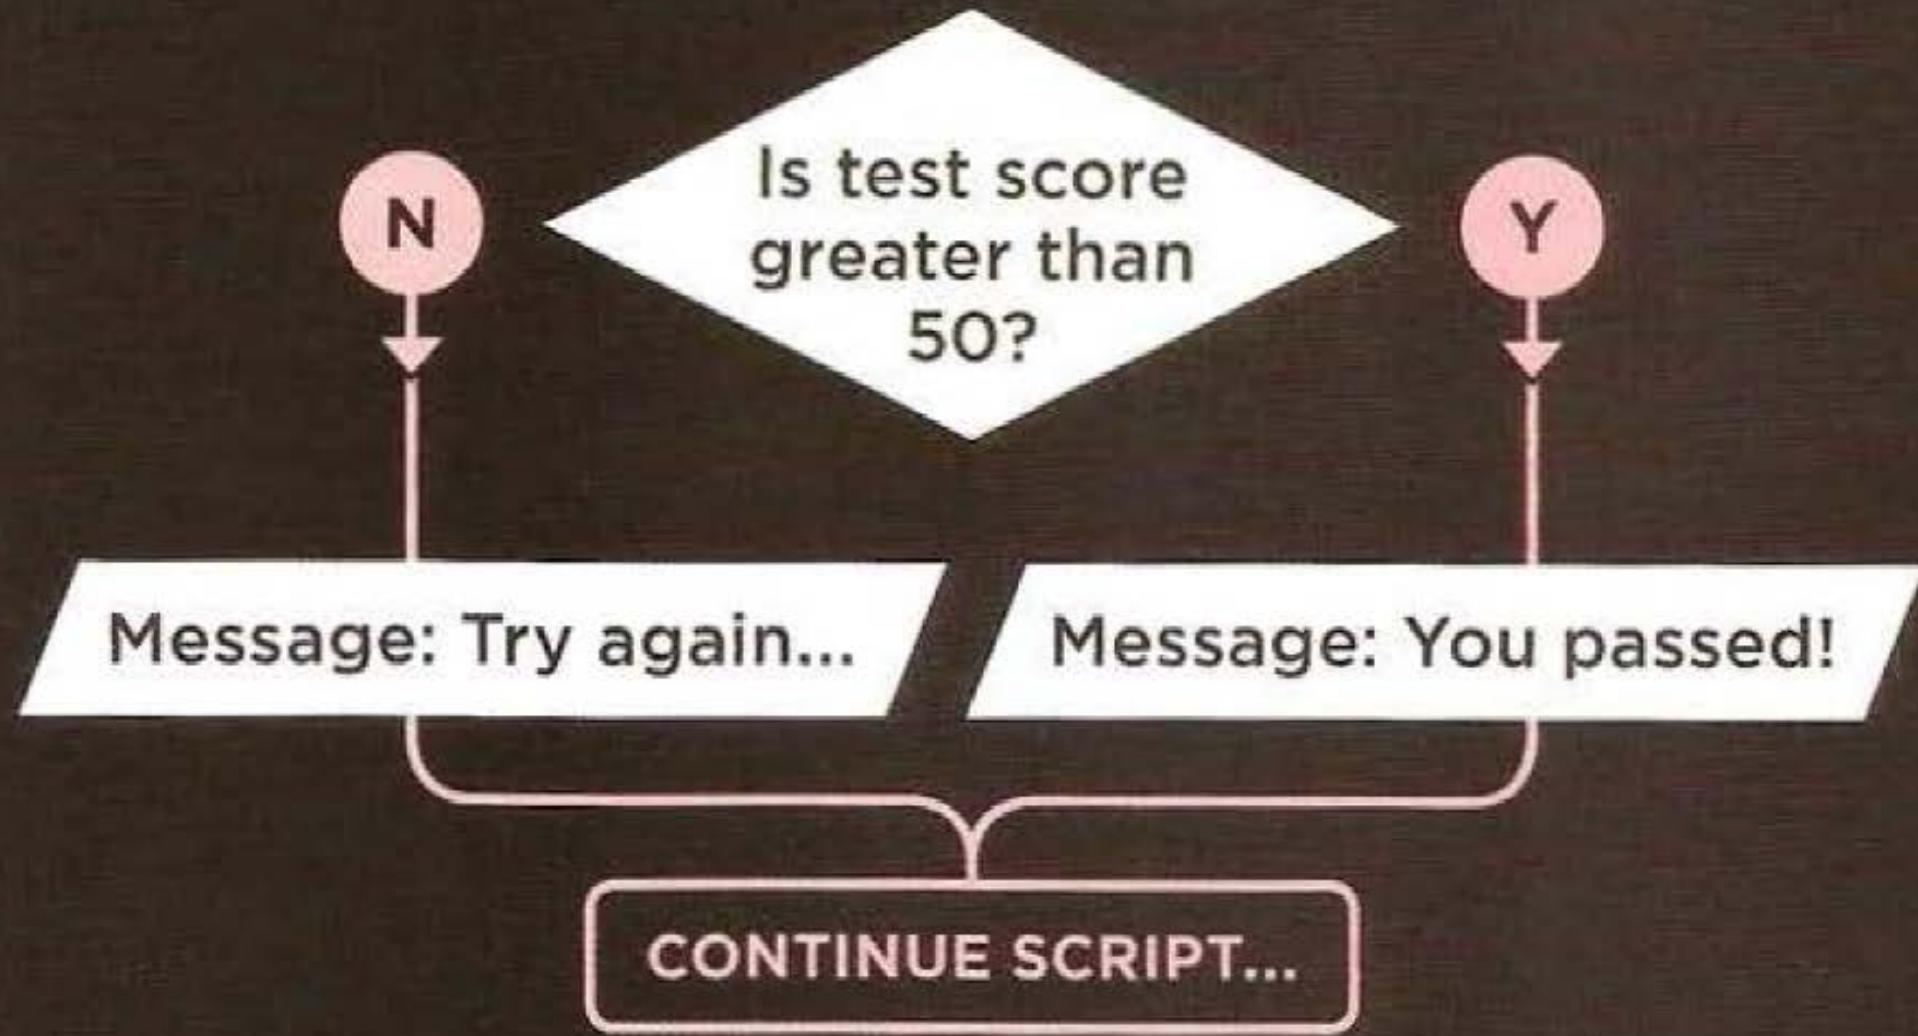 Is test score
greater than
50?
N
Y
Message: Try again...
Message: You passed!
CONTINUE SCRIPT...